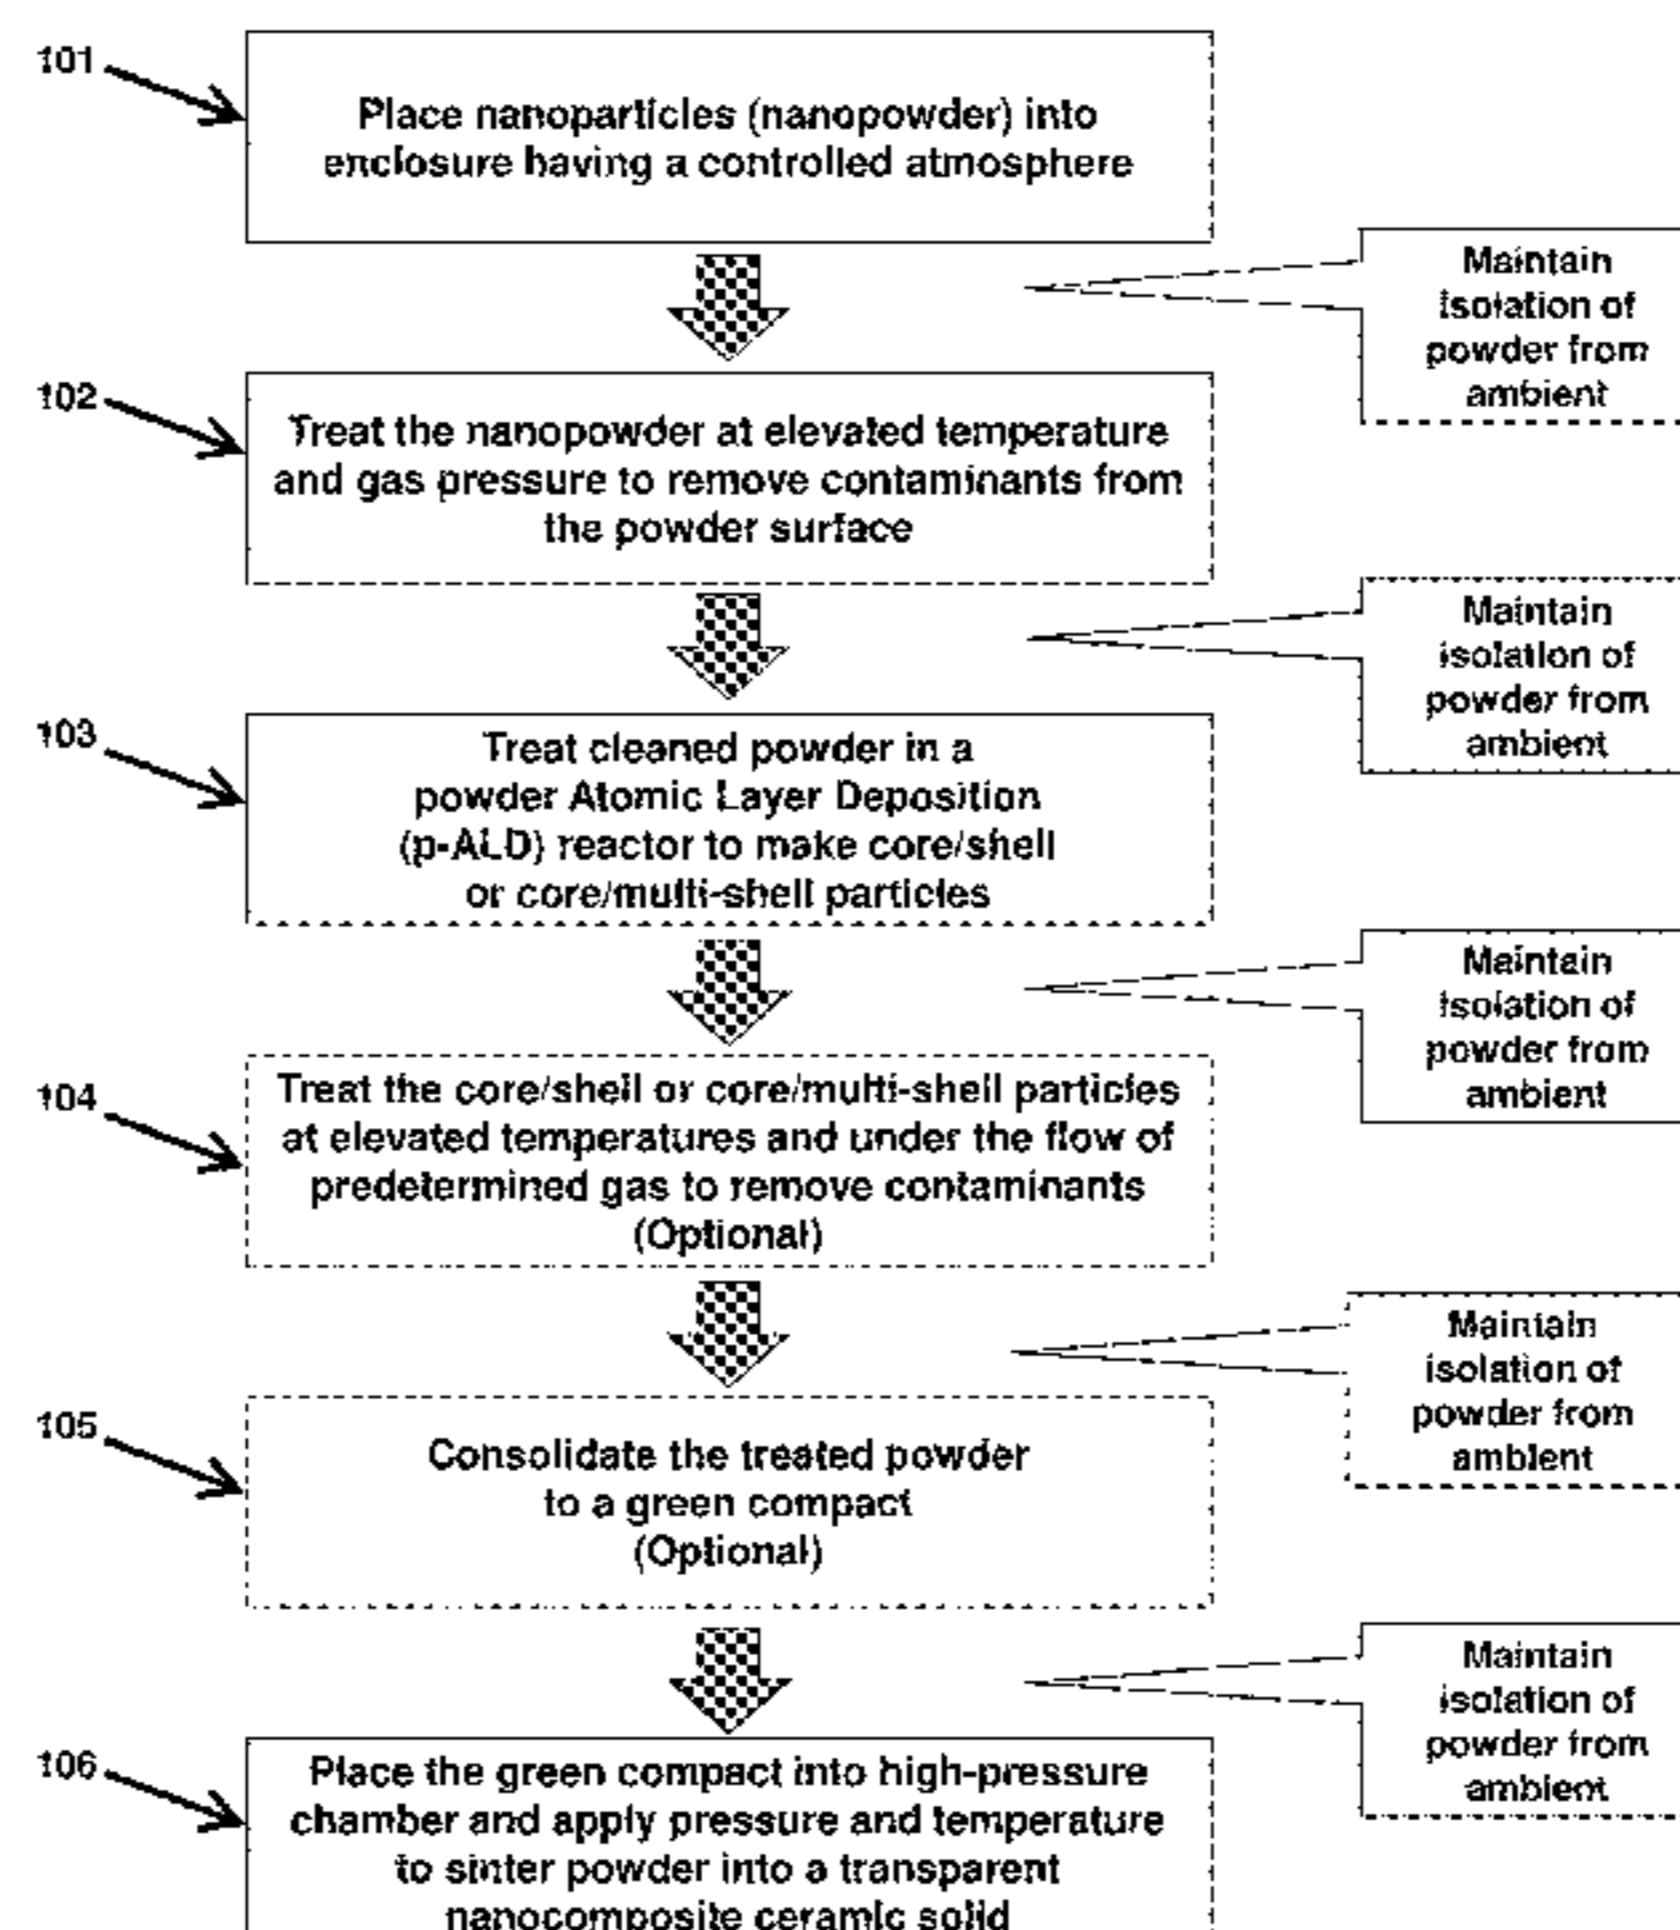 101
Place nanoparticles (nanopowder) into
enclosure having a controlled atmosphere
Maintain
isolation of
powder from
ambient
102
Treat the nanopowder at elevated temperature
and gas pressure to remove contaminants from
the powder surface
Maintain
isolation of
powder from
ambient
103
Treat cleaned powder in a
powder Atomic Layer Deposition
(p-ALD) reactor to make core/shell
or core/multi-shell particles
Maintain
isolation of
powder from
ambient
104
Treat the core/shell or core/multi-shell particles
at elevated temperatures and under the flow of
predetermined gas to remove contaminants
(Optional)
Maintain
isolation of
powder from
ambient
105
Consolidate the treated powder
to a green compact
(Optional)
Maintain
isolation of
powder from
ambient
106
Place the green compact into high-pressure
chamber and apply pressure and temperature
to sinter powder into a transparent
nanocomposite ceramic solid